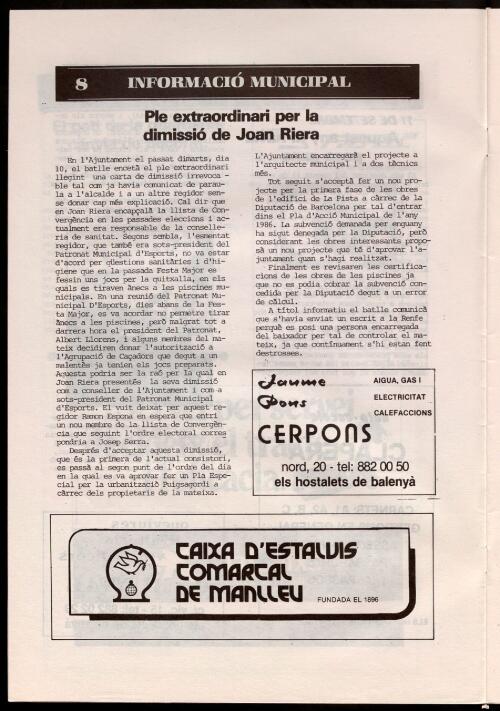 8 INFORMACIÓ MUNICIPAL
Ple extraordinari per la
dimissió de Joan Riera
En l'Ajuntament el passat dimarts, dia
10, el batlle encetà el ple extraordinari
llegint una carta de dimissió irrevoca -
ble tal com ja havia comunicat de parau-
la a l'alcalde i a un altre regidor sen-
se donar cap més explicació. Cal dir que
en Joan Riera encapçalà la llista de Con-
vergència en les passades eleccions i ac-
tualment era responsable de la conselle-
ria de sanitat. Segons sembla, l'esmentat
regidor, que també era sots-president del
Patronat Municipal d'Esports, no va estar
d'acord per qüestions sanitàries i d'hi-
giene que en la passada Festa Major es
fessin uns jocs per la quitxalla, en els
quals es tiraven ànecs a les piscines mu-
nicipals. En una reunió del Patronat Mu-
nicipal D'Esports, dies abans de la Fes-
ta Major, es va acordar no permetre tirar
ànecs a les piscines, però malgrat tot a
darrera hora el president del Patronat,
Albert Llorens, i alguns membres del ma-
teix decidiren donar l'autorització a
l'Agrupació de Caçadors que degut a un
malentès ja tenien els jocs preparats.
Aquesta podria ser la raó per la qual en
Joan Riera presentés la seva dimissió
com a conseller de l'Ajuntament i com a
sots-president del Patronat Municipal
d'Esports. El vuit deixat per aquest re-
gidor Ramon Espona en espera que entri
un nou membre de la llista de Convergèn-
cia que seguint l'ordre electoral corres
pondria a Josep Serra.
Després d'acceptar aquesta dimissió,
que és la primera de l'actual consistori,
es passà al segon punt de l'ordre del dia
en la qual es va aprovar fer un Pla Espe-
cial per la urbanització Puigsagordi a
càrrec dels propietaris de la mateixa.
L'Ajuntament encarregarà el projecte a
l'arquitecte municipal i a dos tècnics
més.
Tot seguit s'acceptà fer un nou pro-
jecte per la primera fase de les obres
de l'edifici de La Pista a càrrec de la
Diputació de Barcelona per tal d'entrar
dins el Pla d'Acció Municipal de l'any
1986. La subvenció demanada per enguany
ha sigut denegada per la Diputació, però
considerant les obres interessants propo-
sà un nou projecte que tè d'aprovar l'a-
juntament quan s'hagi realitzat.
Finalment es revisaren les certifica-
cions de les obres de les piscines ja
que no es podia cobrar la subvenció con-
cedida per la Diputació degut a un error
de càlcul.
A títol informatiu el batlle comunicà
que s'havia enviat un escrit a la Renfe
perquè es posi una persona encarregada
del baixador per tal de controlar el ma-
teix, ja que contínuament s'hi estan fent
destrosses.
Jaume
Pons
AIGUA, GAS I
ELECTRICITAT
CALEFACCIONS
CERPONS
nord, 20 - tel: 882 00 50
els hostalets de balenyà
CAIXA D'ESTALVIS
COMARCAL
DE MANLLEU
FUNDADA EL 1896